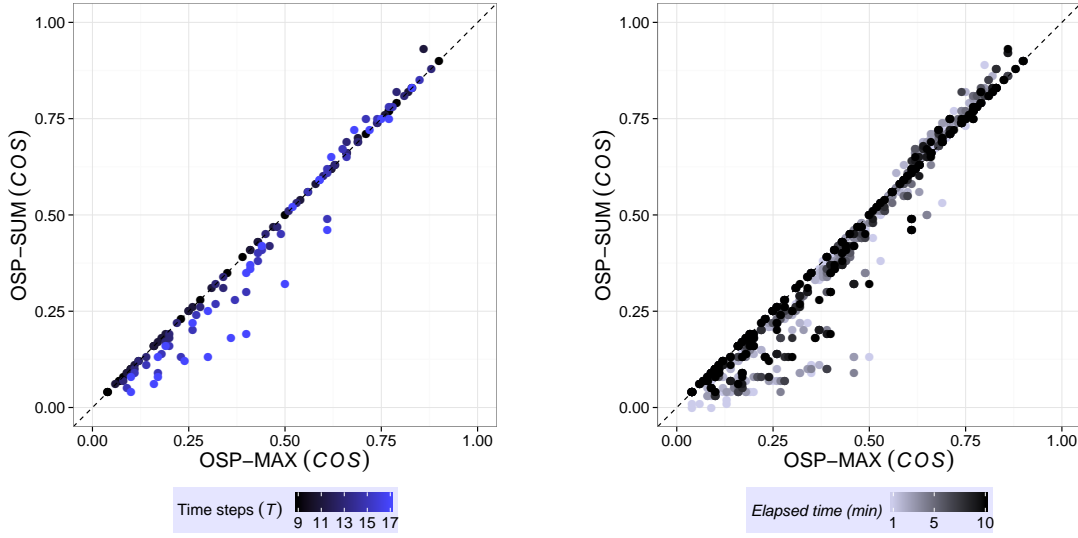 1.00
0.75
0.50
0.25
0.00
OSP−SUM (COS)
0.00 0.25 0.50 0.75 1.00
OSP−MAX (COS)
Time steps (T)
9 11 13 15 17
1.00
0.75
0.50
0.25
0.00
OSP−SUM (COS)
0.00 0.25 0.50 0.75 1.00
OSP−MAX (COS)
Elapsed time (min)
1 5 10